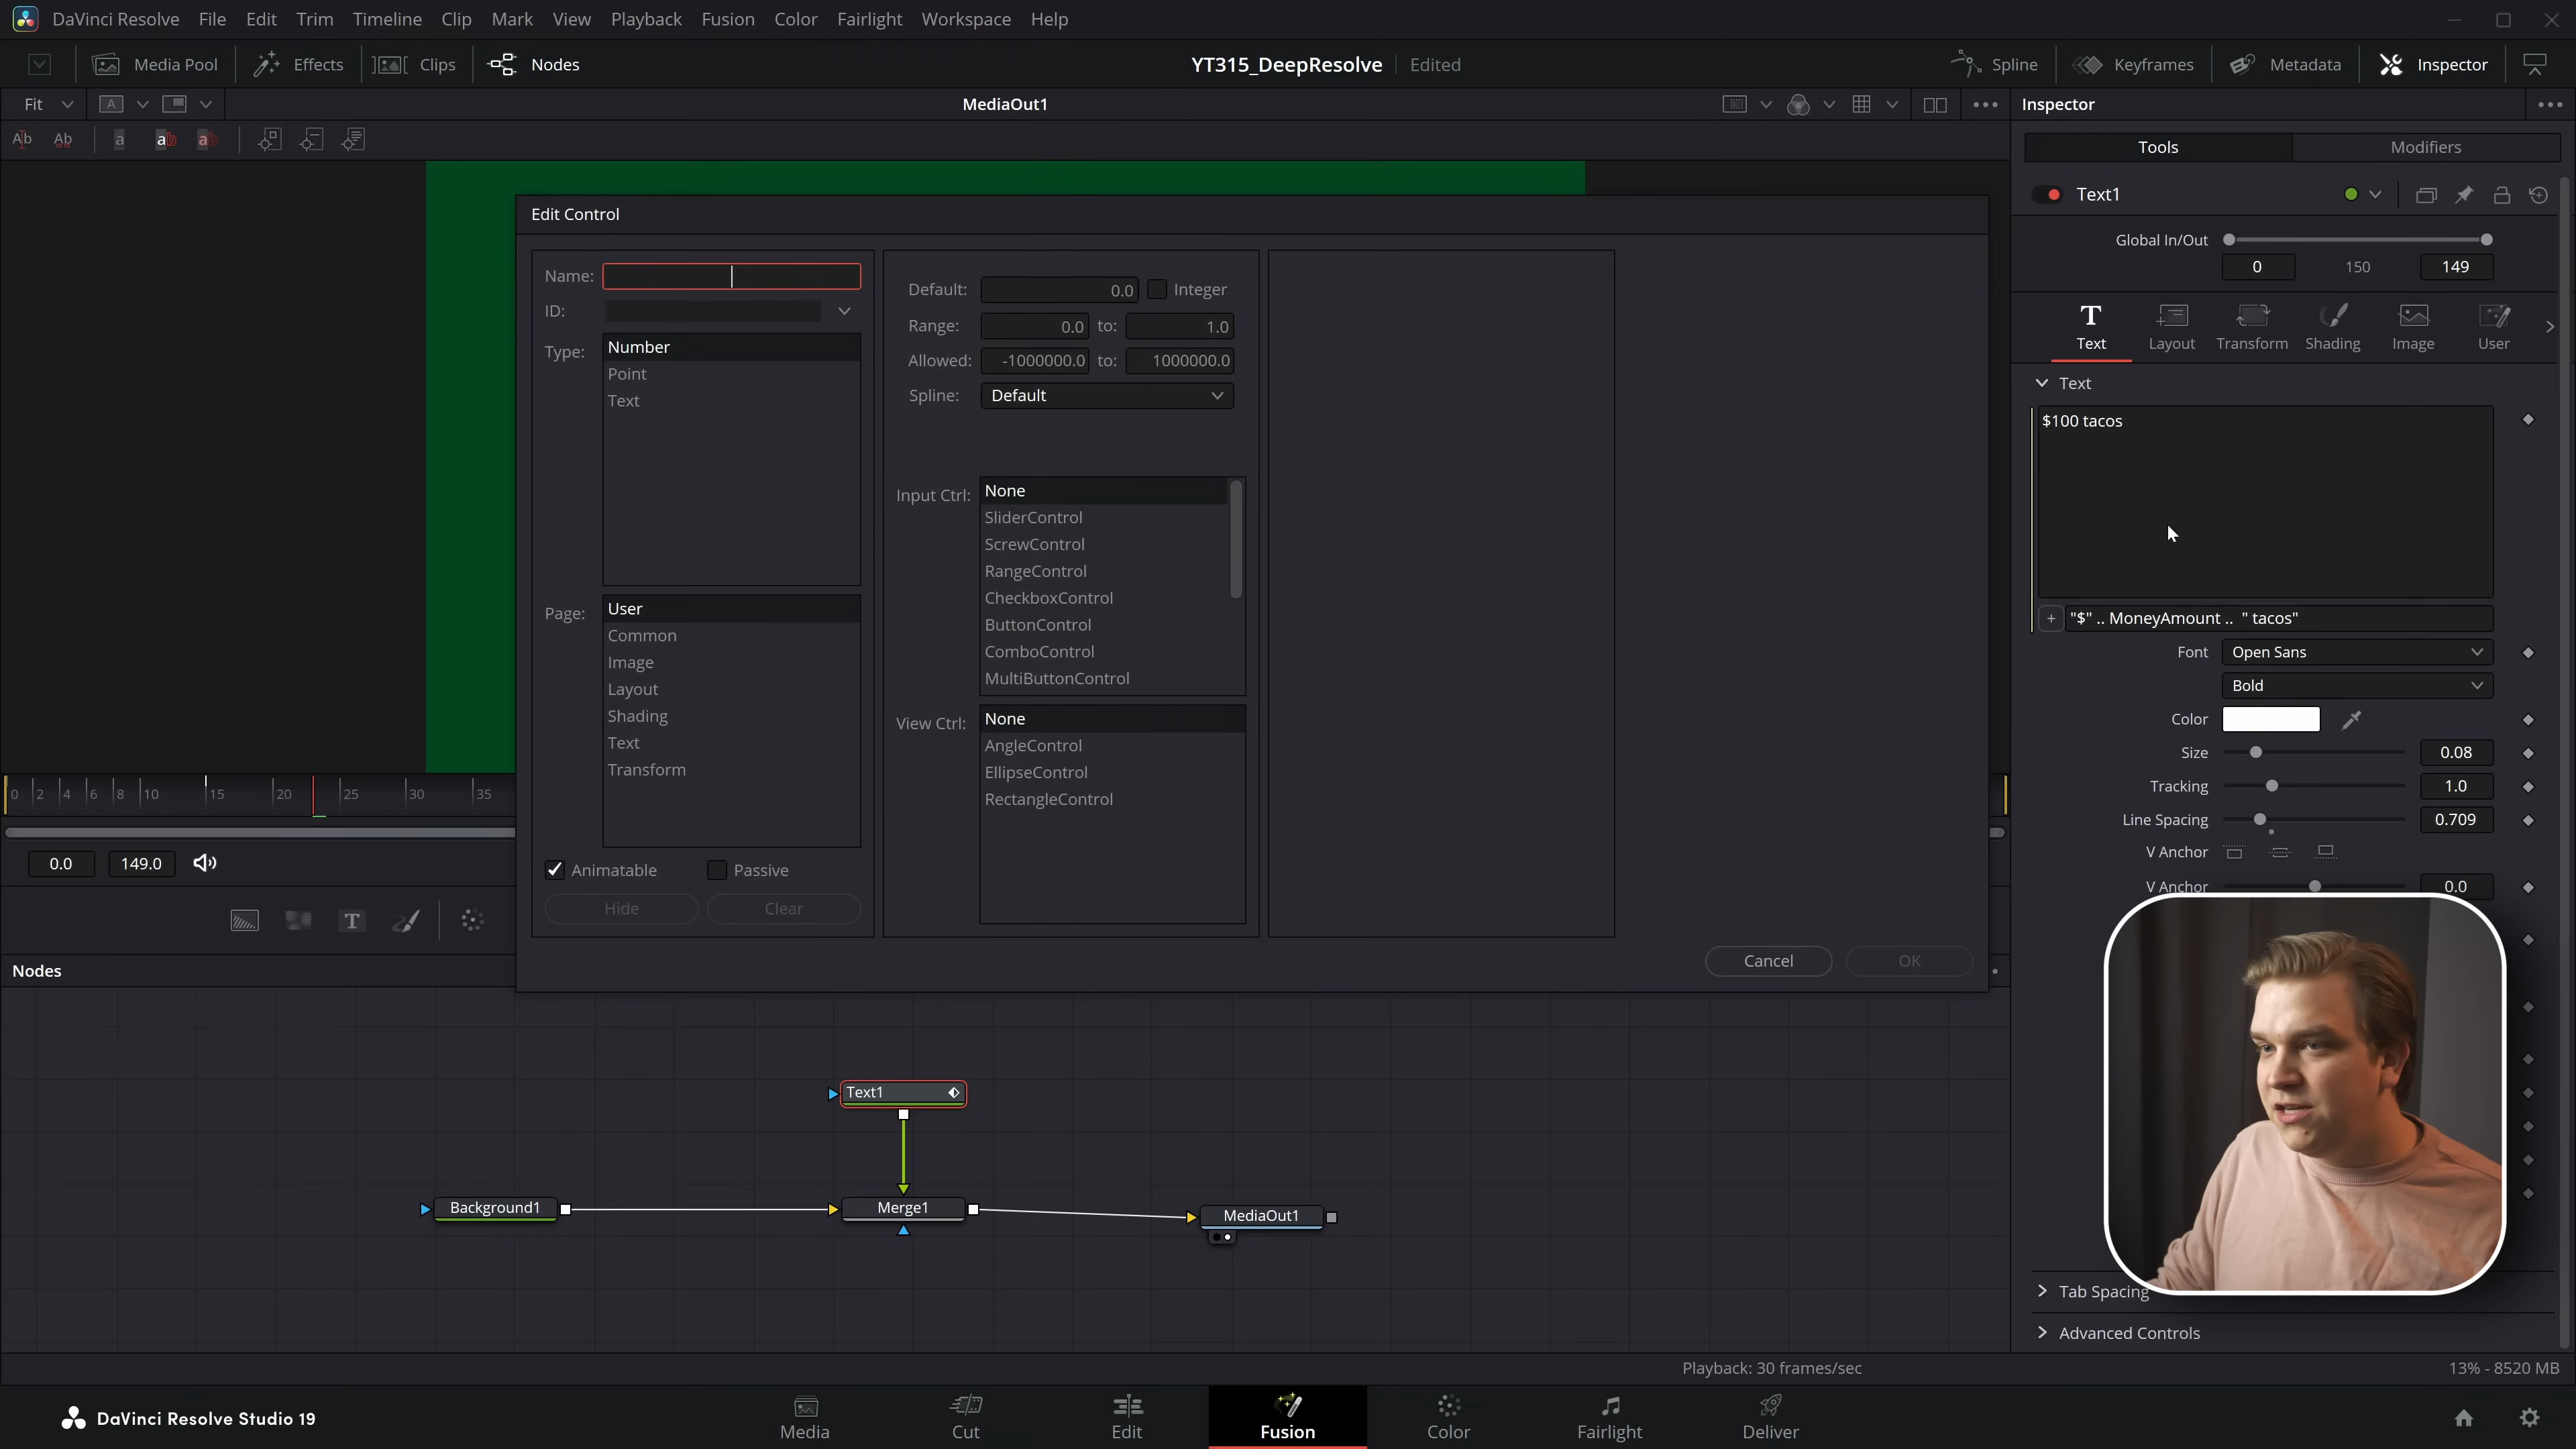 DaVinci Resolve File Edit Trim Timeline Clip Mark View Playback Fusion Color Fairlight Workspace Help
Media Pool Effects Clips Nodes YT315_DeepResolve Edited Spline Keyframes Metadata Inspector
Fit A MediaOut1 Inspector
Ab Ab a ab ab
Tools Modifiers
Text1
Global In/Out
0 150 149
T
Text Layout Transform Shading Image User
Text
$100 tacos
"$" .. MoneyAmount .. " tacos"
Font Open Sans
Bold
Color
Size 0.08
Tracking 1.0
Line Spacing 0.709
V Anchor
V Anchor 0.0
Tab Spacing
Advanced Controls
Edit Control
Name:
ID:
Type: Number
Point
Text
Page: User
Common
Image
Layout
Shading
Text
Transform
Animatable Passive
Hide Clear
Default: 0.0 Integer
Range: 0.0 to: 1.0
Allowed: -1000000.0 to: 1000000.0
Spline: Default
Input Ctrl: None
SliderControl
ScrewControl
RangeControl
CheckboxControl
ButtonControl
ComboControl
MultiButtonControl
View Ctrl: None
AngleControl
EllipseControl
RectangleControl
Cancel OK
0 2 4 6 8 10 15 20 25 30 35
0.0 149.0
T
Nodes
Text1
Background1 Merge1 MediaOut1
Playback: 30 frames/sec 13% - 8520 MB
DaVinci Resolve Studio 19
Media Cut Edit Fusion Color Fairlight Deliver